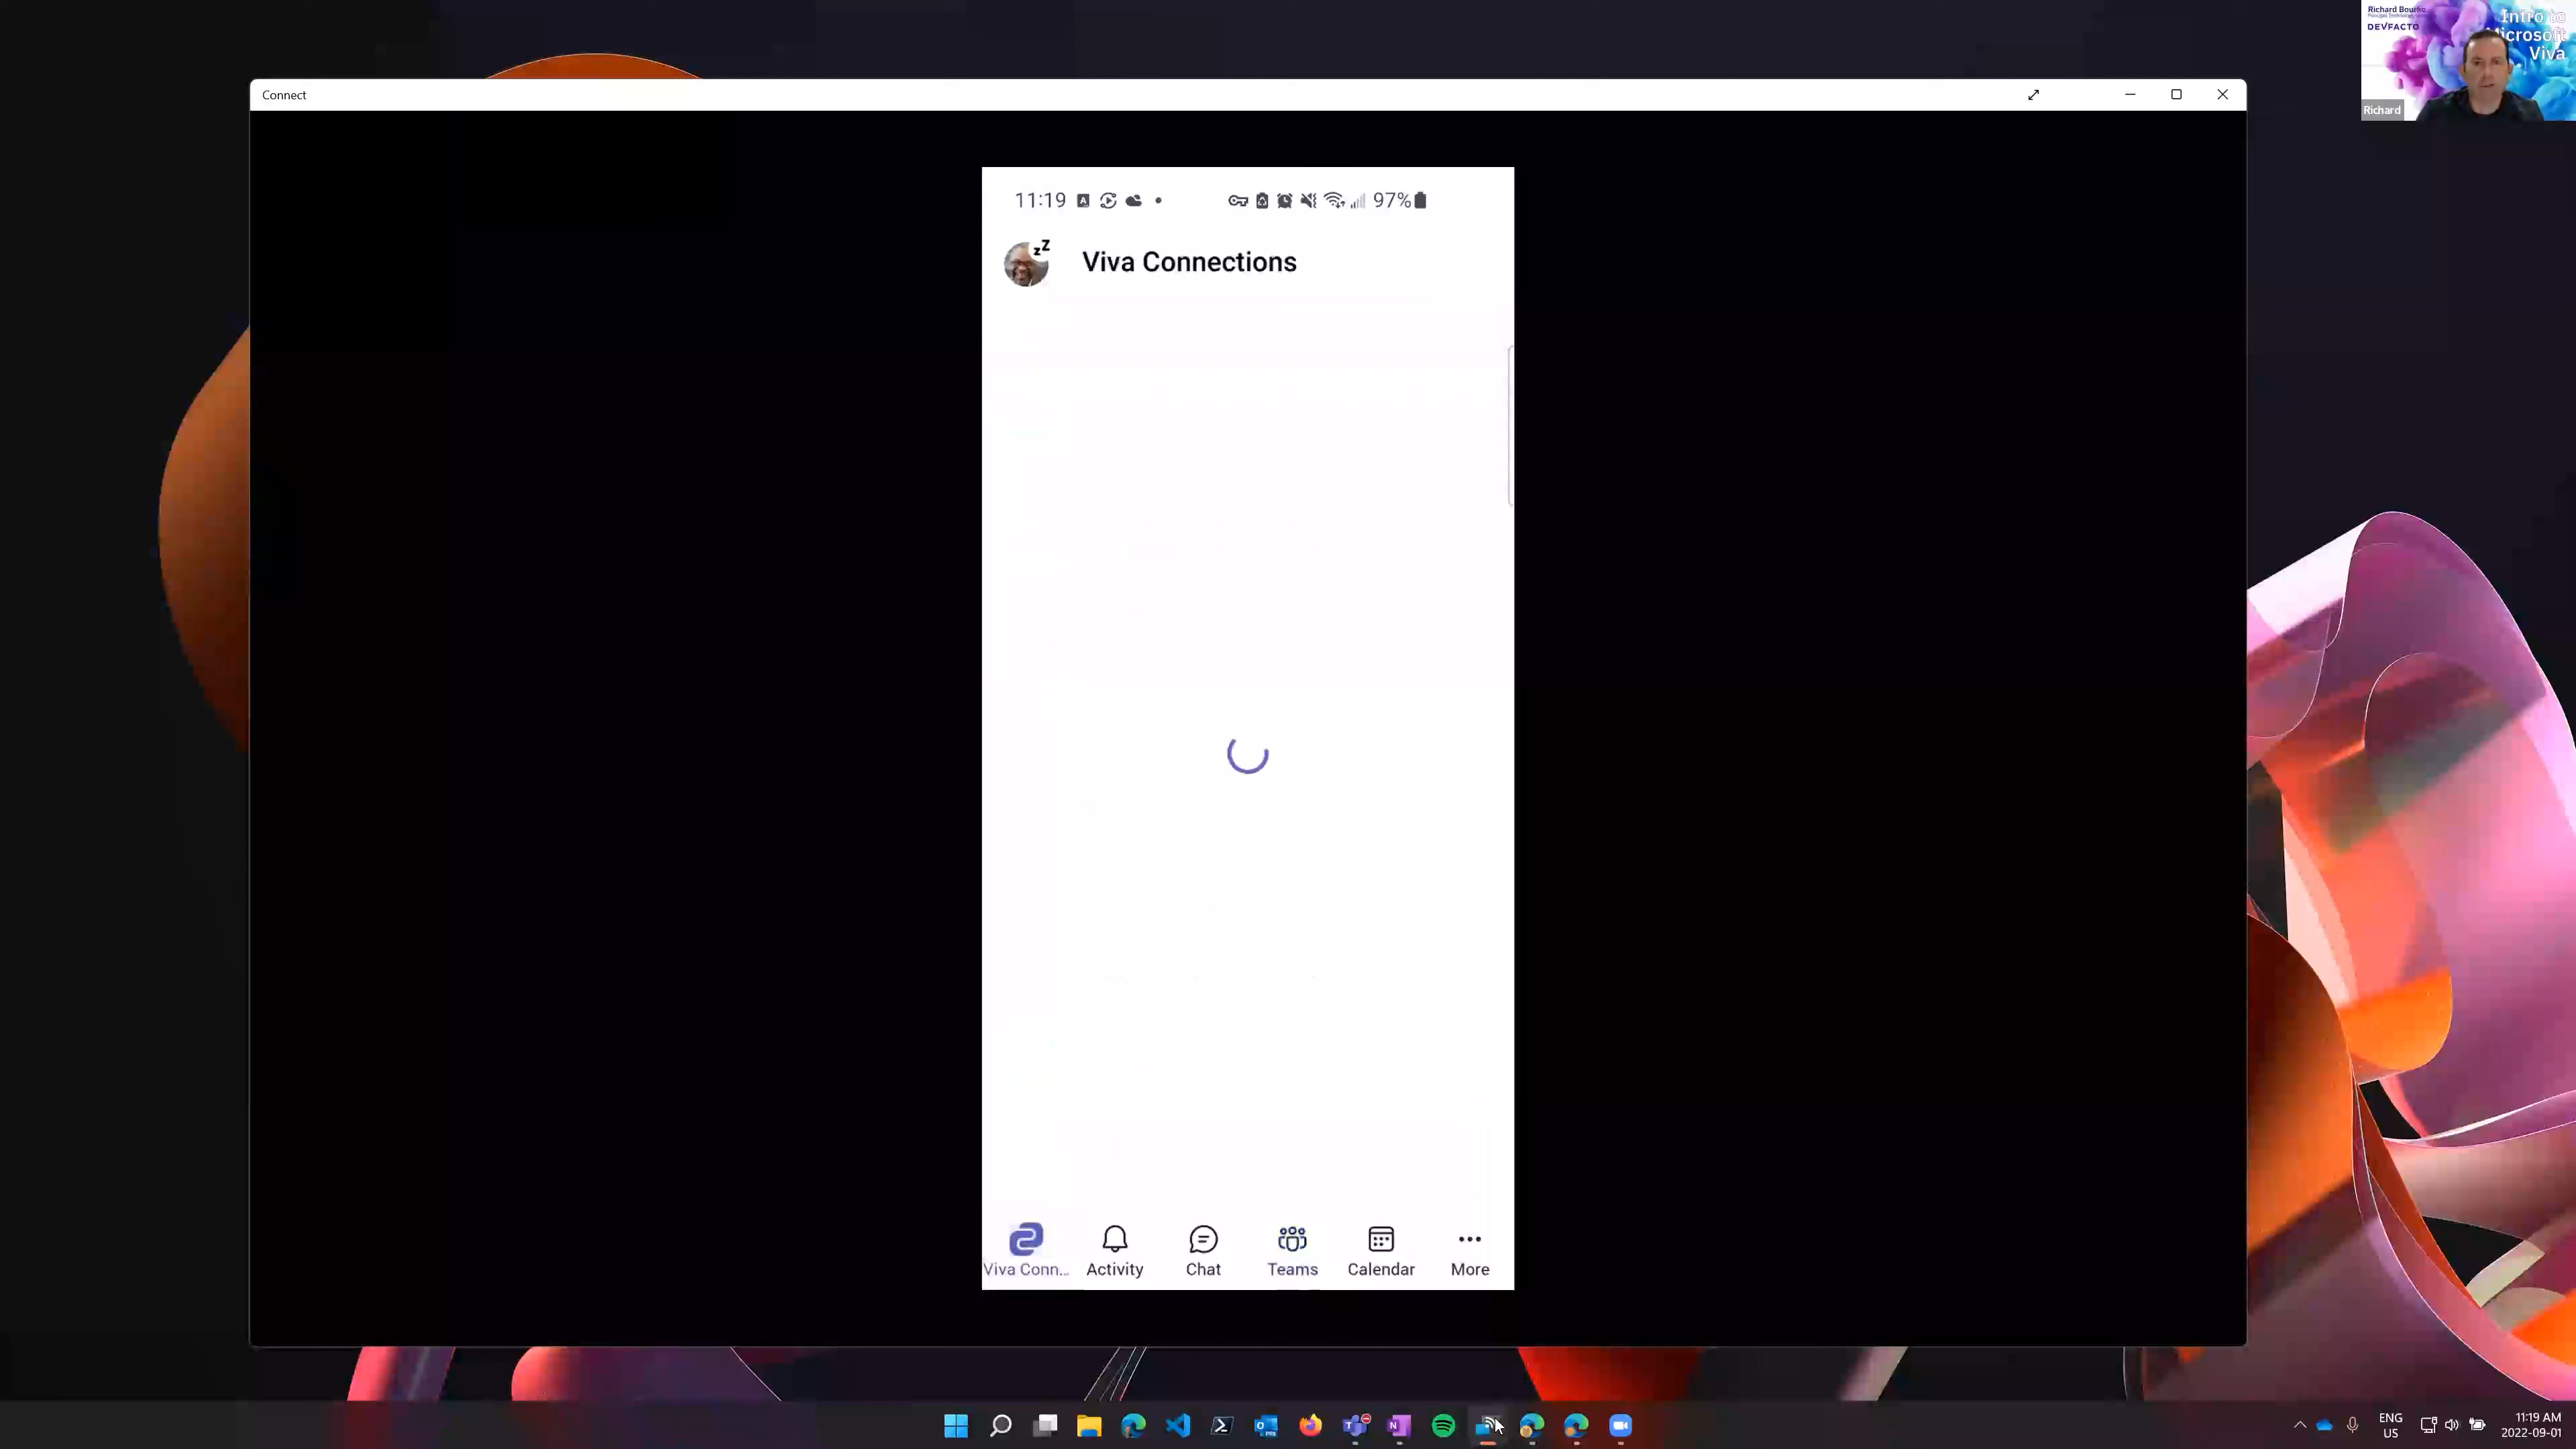 Richard Bourke
DEVFACTO
Intro to
Microsoft
Viva
Richard
Connect
11:19
97%
Viva Connections
Viva Conn...
Activity
Chat
Teams
Calendar
More
ENG
US
11:19 AM
2022-09-01